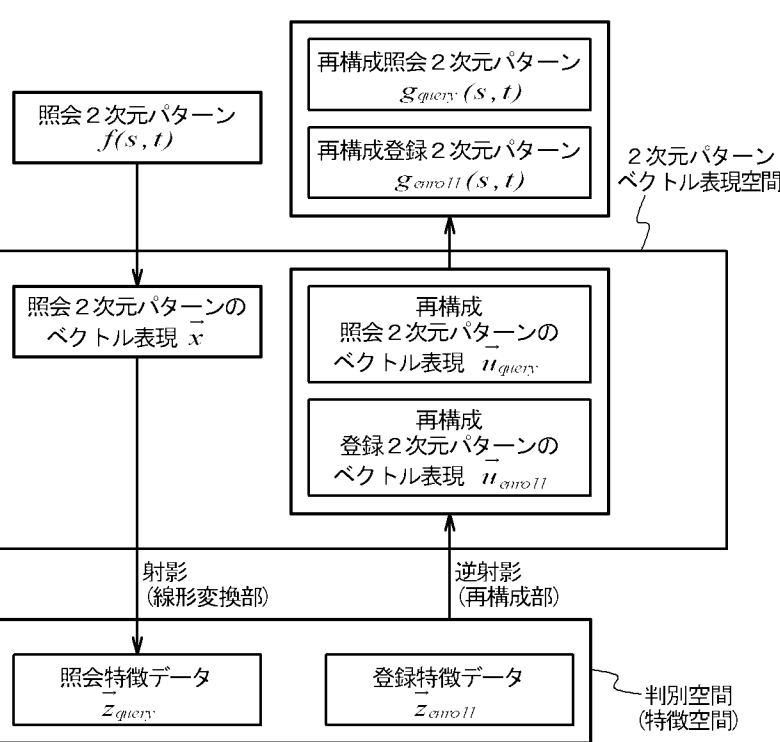 再構成照会２次元パターン
gquery(s,t)
再構成登録２次元パターン
genroll(s,t)
照会２次元パターン
f(s,t)
２次元パターン
ベクトル表現空間
照会２次元パターンの
ベクトル表現 x→
再構成
照会２次元パターンの
ベクトル表現 u→query
再構成
登録２次元パターンの
ベクトル表現 u→enroll
射影
(線形変換部)
逆射影
(再構成部)
照会特徴データ
z→query
登録特徴データ
z→enroll
判別空間
(特徴空間)